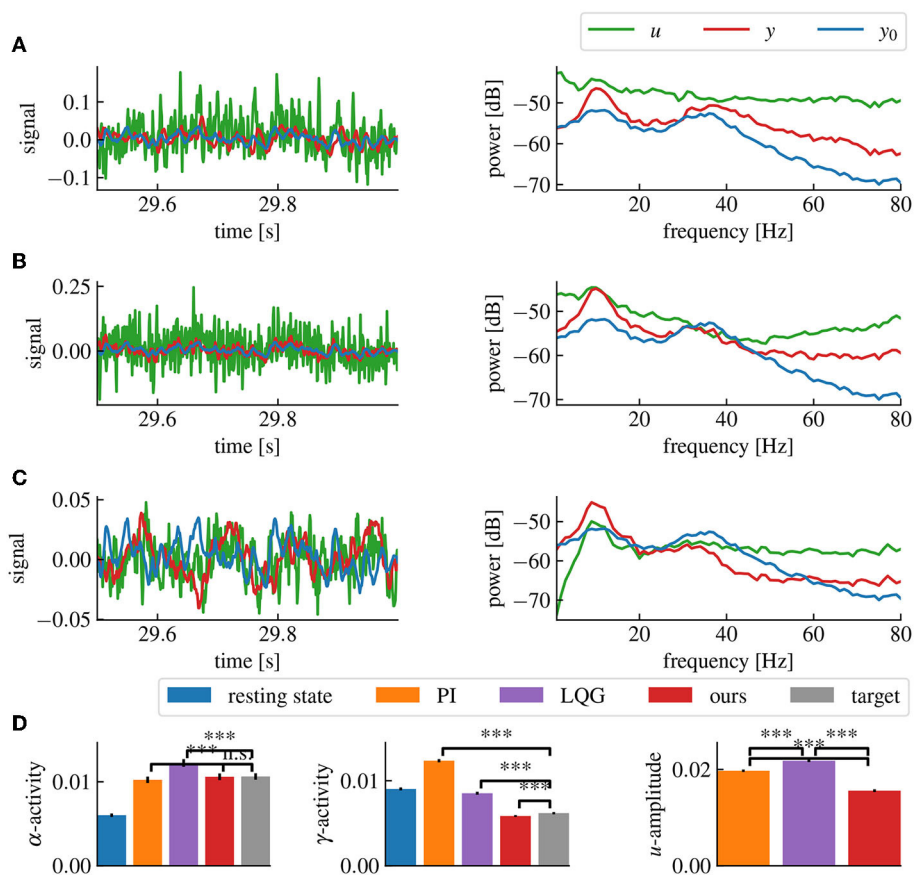 A
u y y0
signal
0.1
0.0
−0.1
29.6 29.8
time [s]
power [dB]
−50
−60
−70
20 40 60 80
frequency [Hz]
B
signal
0.25
0.00
29.6 29.8
time [s]
power [dB]
−50
−60
−70
20 40 60 80
frequency [Hz]
C
signal
0.05
0.00
−0.05
29.6 29.8
time [s]
power [dB]
−50
−60
−70
20 40 60 80
frequency [Hz]
resting state PI LQG ours target
D
α-activity
0.01
0.00
***
*** n.s.
γ-activity
0.01
0.00
***
***
***
u-amplitude
0.02
0.00
*** ***
***